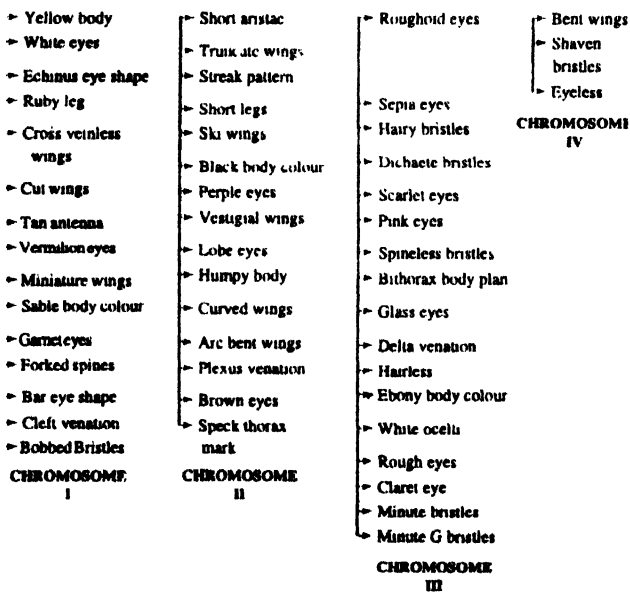 Yellow body
White eyes
Echinus eye shape
Ruby leg
Cross veinless
wings
Cut wings
Tan antenna
Vermilion eyes
Miniature wings
Sable body colour
Garnet eyes
Forked spines
Bar eye shape
Cleft venation
Bobbed Bristles
CHROMOSOME
I
Short aristae
Truncate wings
Streak pattern
Short legs
Ski wings
Black body colour
Perple eyes
Vestigial wings
Lobe eyes
Humpy body
Curved wings
Arc bent wings
Plexus venation
Brown eyes
Speck thorax
mark
CHROMOSOME
II
Roughoid eyes
Sepia eyes
Hairy bristles
Dichaete bristles
Scarlet eyes
Pink eyes
Spineless bristles
Bithorax body plan
Glass eyes
Delta venation
Hairless
Ebony body colour
White ocelli
Rough eyes
Claret eye
Minute bristles
Minute G bristles
CHROMOSOME
III
Bent wings
Shaven
bristles
Eyeless
CHROMOSOME
IV